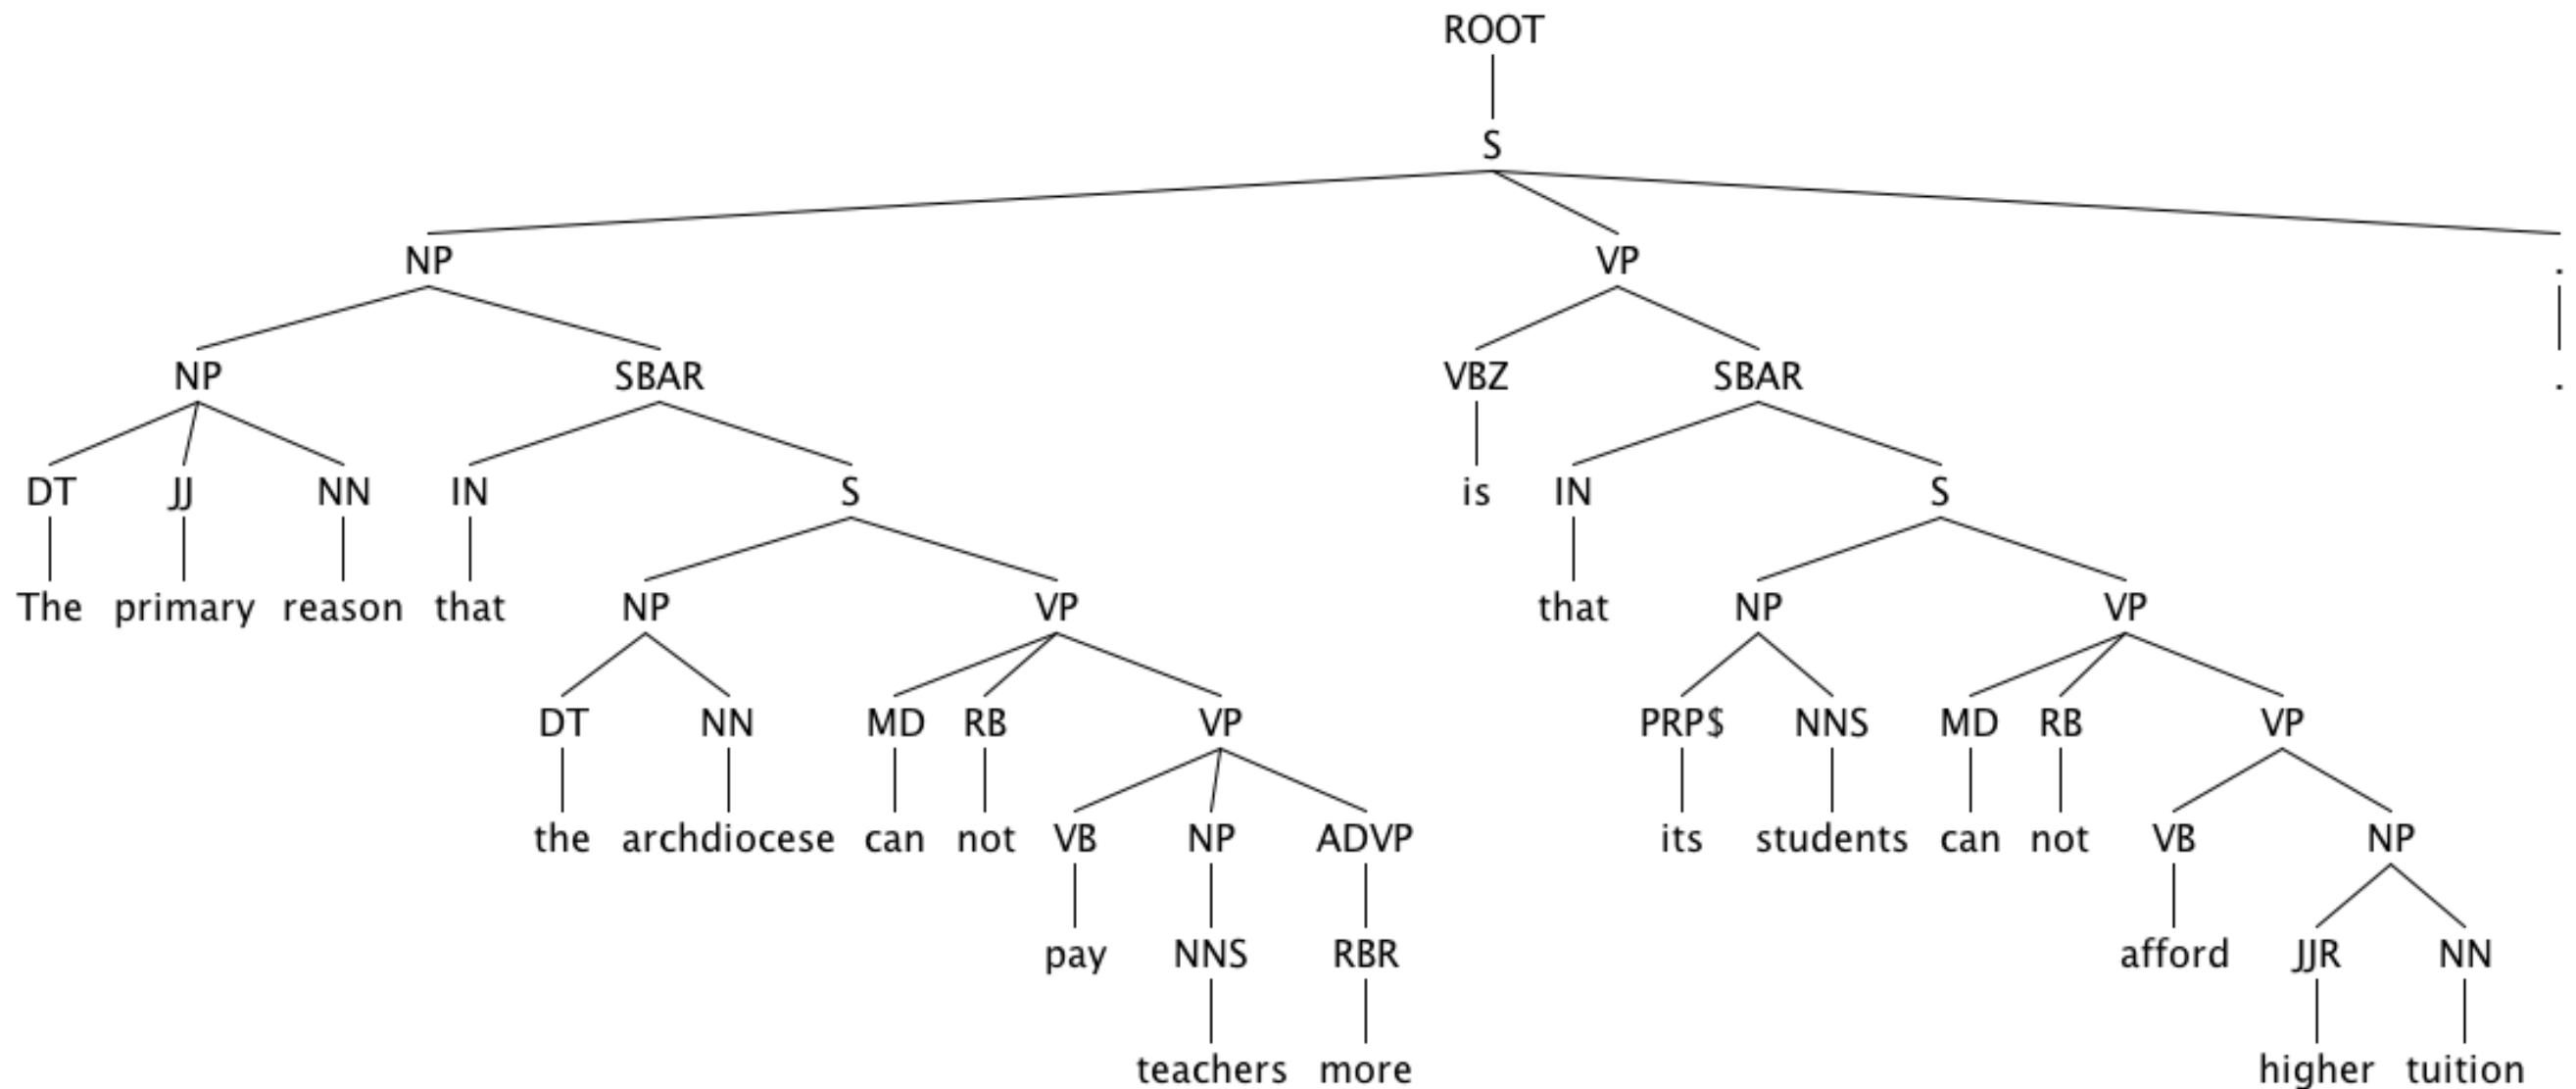 ROOT
S
NP VP .
NP SBAR VBZ SBAR .
DT JJ NN IN S is IN S
The primary reason that NP VP that NP VP
DT NN MD RB VP PRP$ NNS MD RB VP
the archdiocese can not VB NP ADVP its students can not VB NP
pay NNS RBR afford JJR NN
teachers more higher tuition